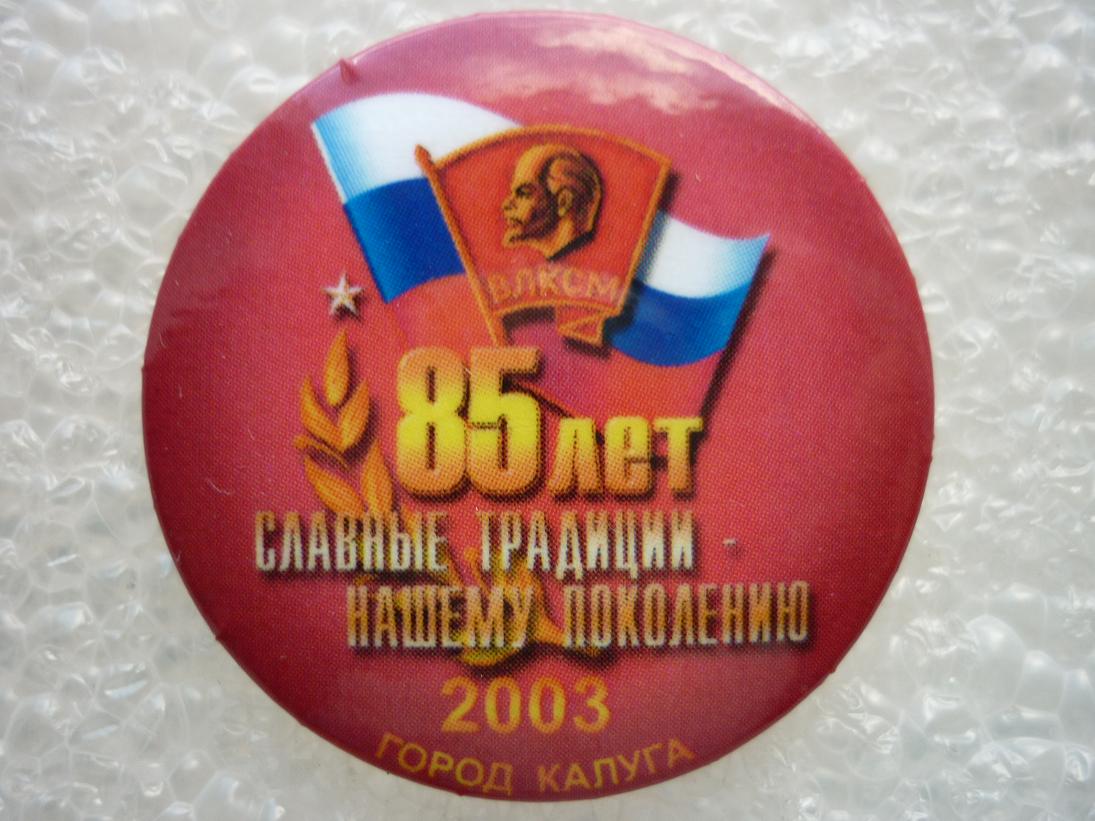 ВЛКСМ
85 лет
СЛАВНЫЕ ТРАДИЦИИ -
НАШЕМУ ПОКОЛЕНИЮ
2003
ГОРОД КАЛУГА